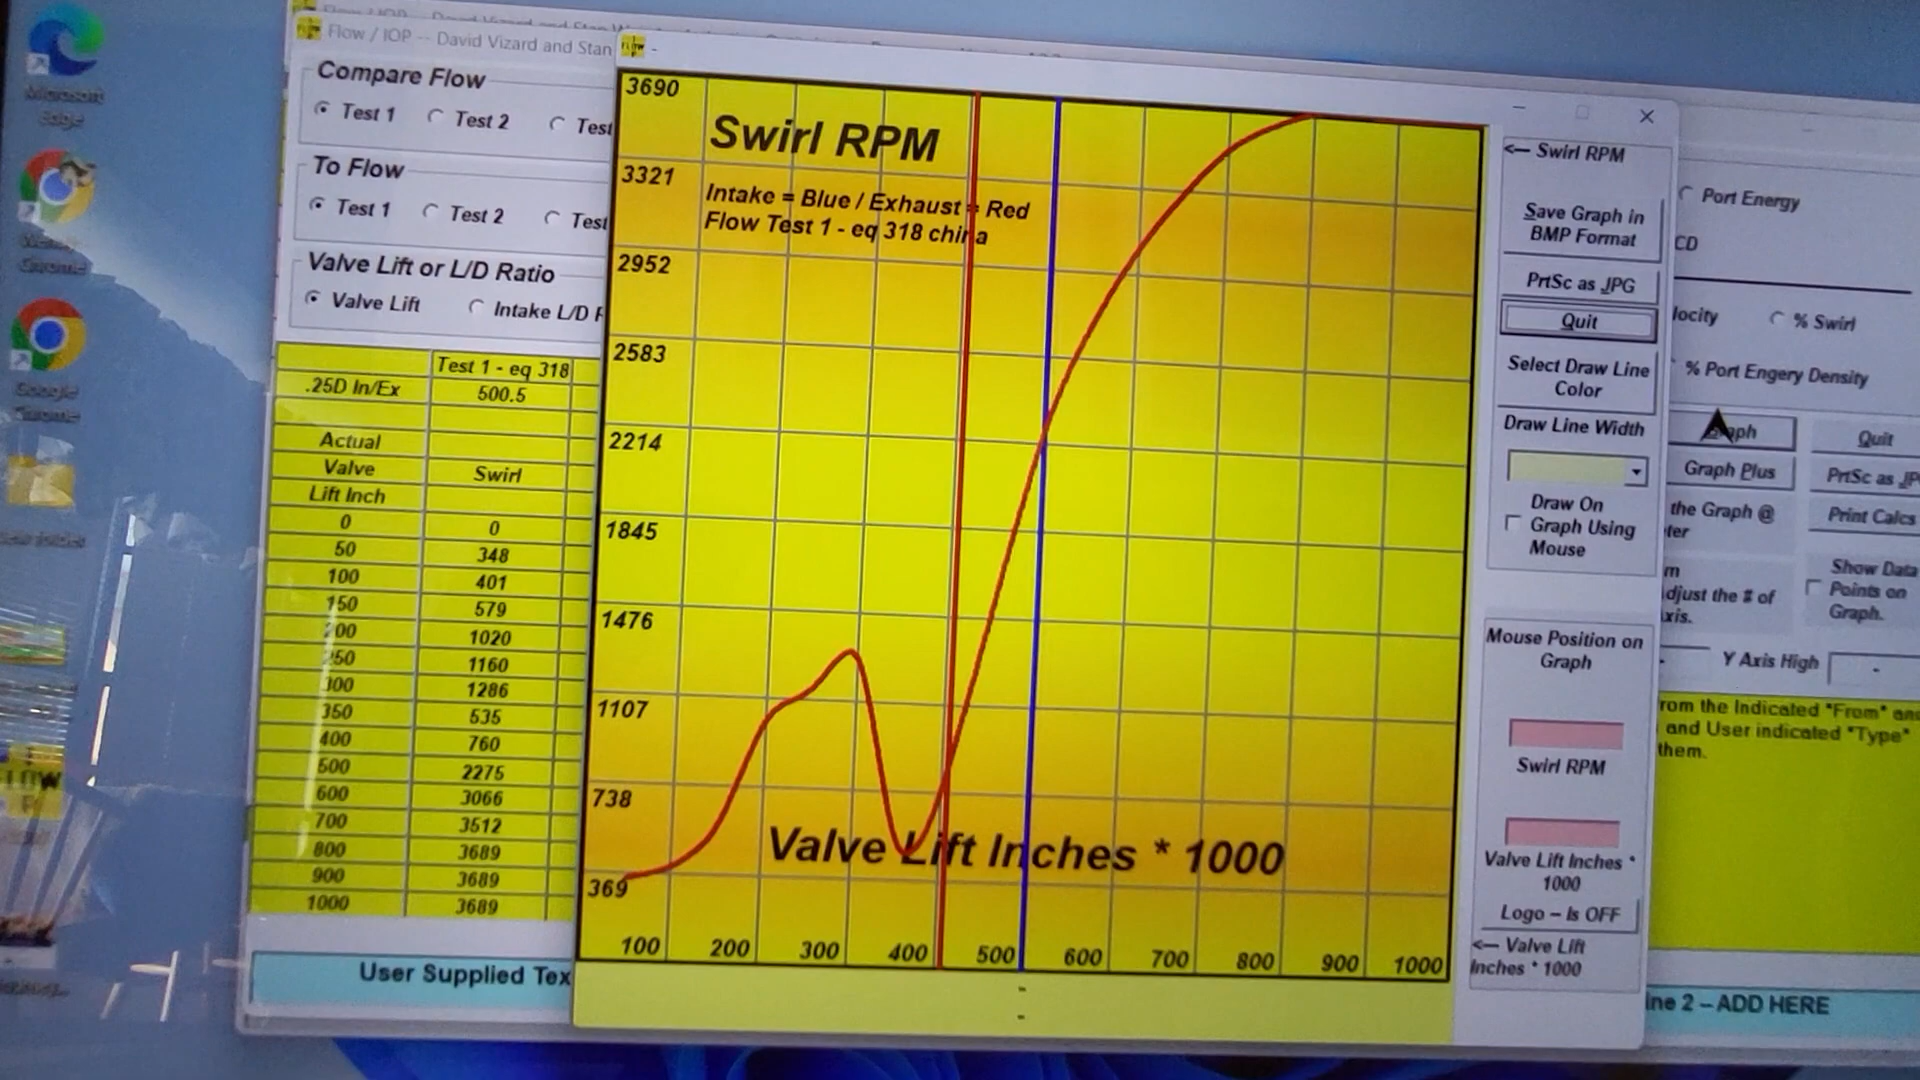 Microsoft
Edge
Chrome
Google
Chrome
Flow / IOP -- David Vizard and Stan
Compare Flow
Test 1 Test 2 Test
To Flow
Test 1 Test 2 Test
Valve Lift or L/D Ratio
Valve Lift Intake L/D R
Test 1 - eq 318
.25D In/Ex 500.5
Actual
Valve Swirl
Lift Inch
0 0
50 348
100 401
150 579
200 1020
250 1160
300 1286
350 535
400 760
500 2275
600 3066
700 3512
800 3689
900 3689
1000 3689
User Supplied Tex
3690
Swirl RPM
3321
Intake = Blue / Exhaust = Red
Flow Test 1 - eq 318 china
2952
2583
2214
1845
1476
1107
738
Valve Lift Inches * 1000
369
100 200 300 400 500 600 700 800 900 1000
<-- Swirl RPM
Save Graph in
BMP Format
PrtSc as JPG
Quit
Select Draw Line
Color
Draw Line Width
Draw On
Graph Using
Mouse
Mouse Position on
Graph
Swirl RPM
Valve Lift Inches *
1000
Logo -- Is OFF
<-- Valve Lift
Inches * 1000
Port Energy
CD
locity % Swirl
% Port Engery Density
Graph Quit
Graph Plus PrtSc as JP
the Graph @ Print Calcs
ter
m Show Data
djust the # of Points on
xis. Graph.
Y Axis High -
rom the Indicated "From" and
and User indicated "Type"
them.
ine 2 -- ADD HERE